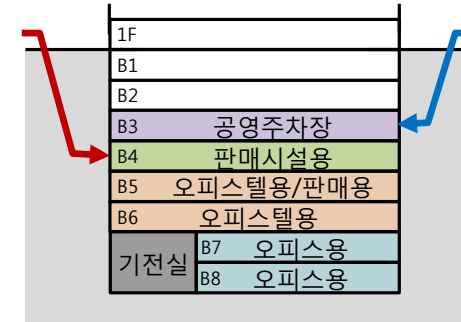 1F
B1
B2
B3 공영주차장
B4 판매시설용
B5 오피스텔용/판매용
B6 오피스텔용
기전실
B7 오피스용
B8 오피스용